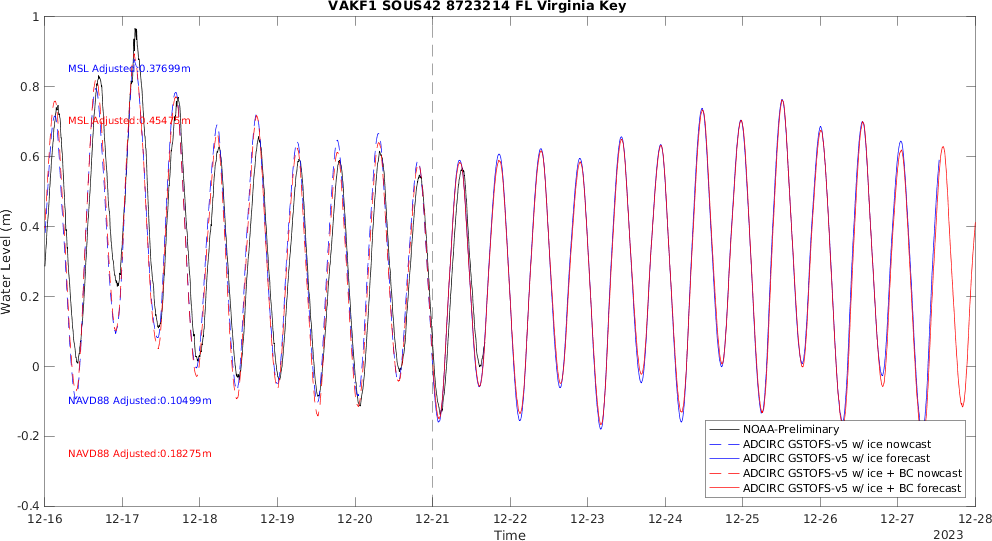 VAKF1 SOUS42 8723214 FL Virginia Key
Water Level (m)
1
0.8
0.6
0.4
0.2
0
-0.2
-0.4
MSL Adjusted:0.37699m
MSL Adjusted:0.45475m
NAVD88 Adjusted:0.10499m
NAVD88 Adjusted:0.18275m
NOAA-Preliminary
ADCIRC GSTOFS-v5 w/ ice nowcast
ADCIRC GSTOFS-v5 w/ ice forecast
ADCIRC GSTOFS-v5 w/ ice + BC nowcast
ADCIRC GSTOFS-v5 w/ ice + BC forecast
12-16 12-17 12-18 12-19 12-20 12-21 12-22 12-23 12-24 12-25 12-26 12-27 12-28
Time
2023